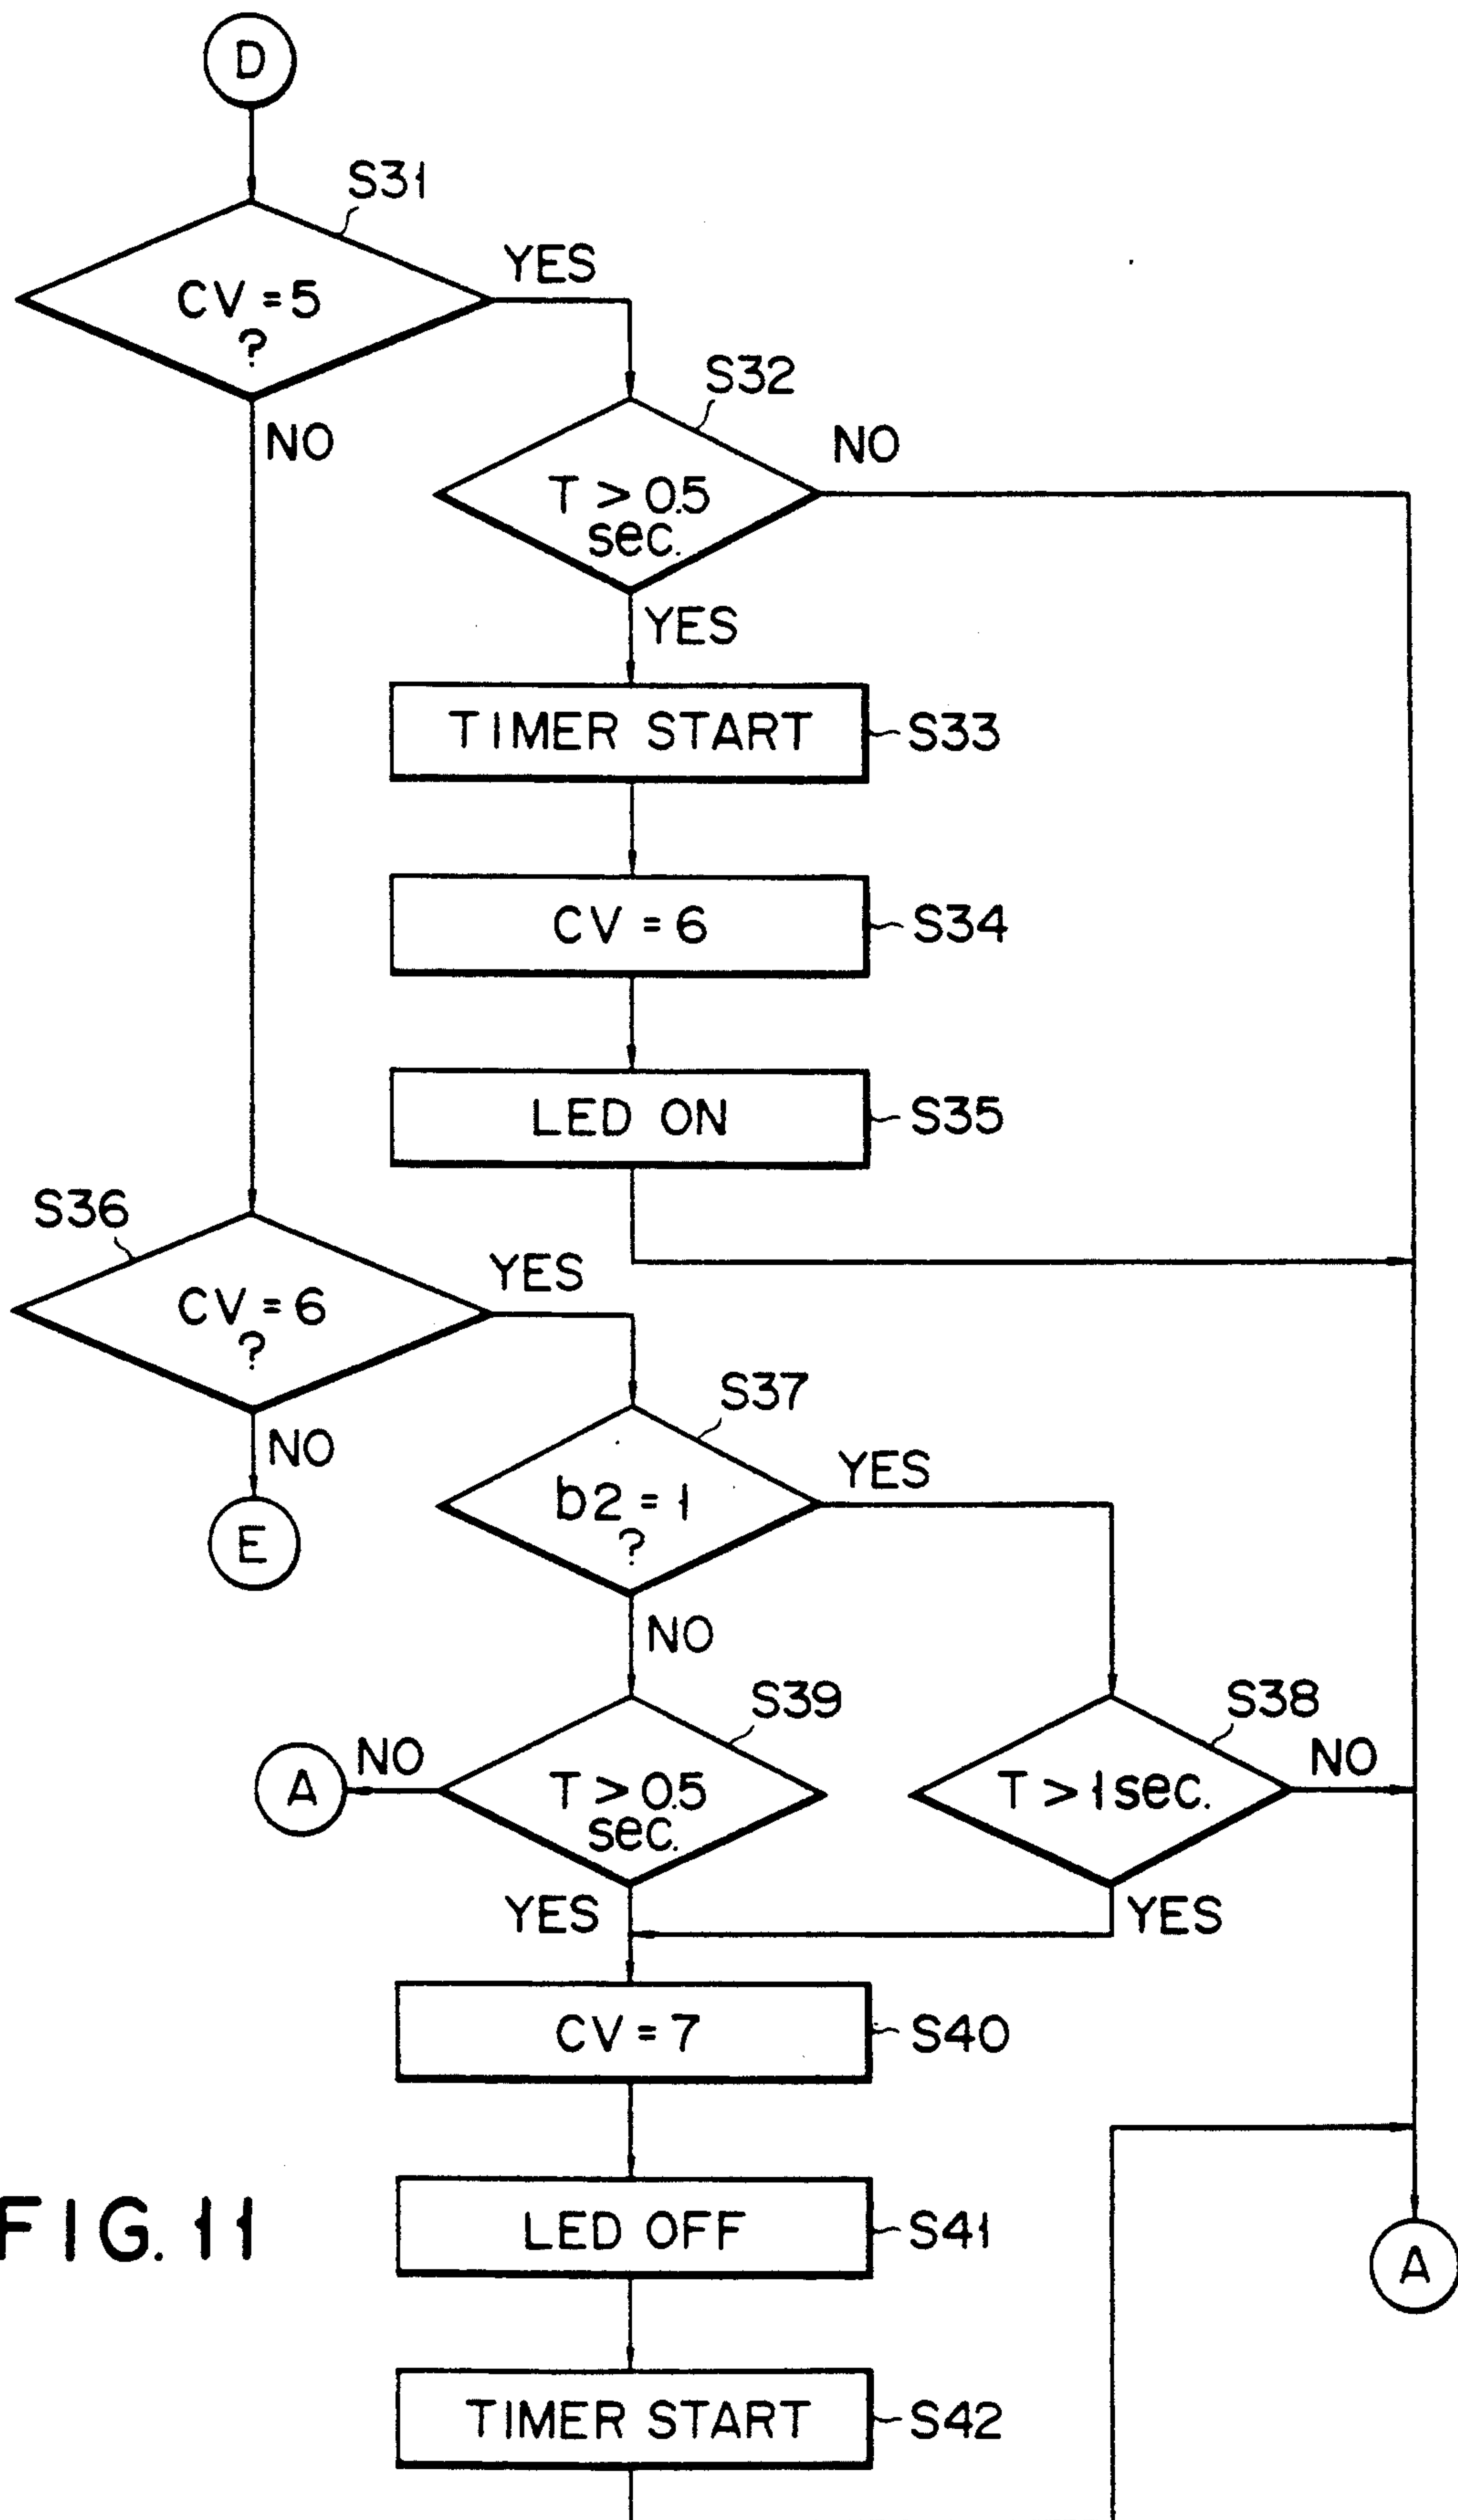 D
S31
YES
CV=5
?
NO
S32
NO
T > 0.5
sec.
YES
TIMER START
S33
CV = 6
S34
LED ON
S35
S36
YES
CV = 6
?
NO
E
S37
YES
b2 = 1
?
NO
S39
S38
A
NO
T > 0.5
sec.
T > 1sec.
NO
YES
YES
CV = 7
S40
LED OFF
S41
FIG. 11
A
TIMER START
S42